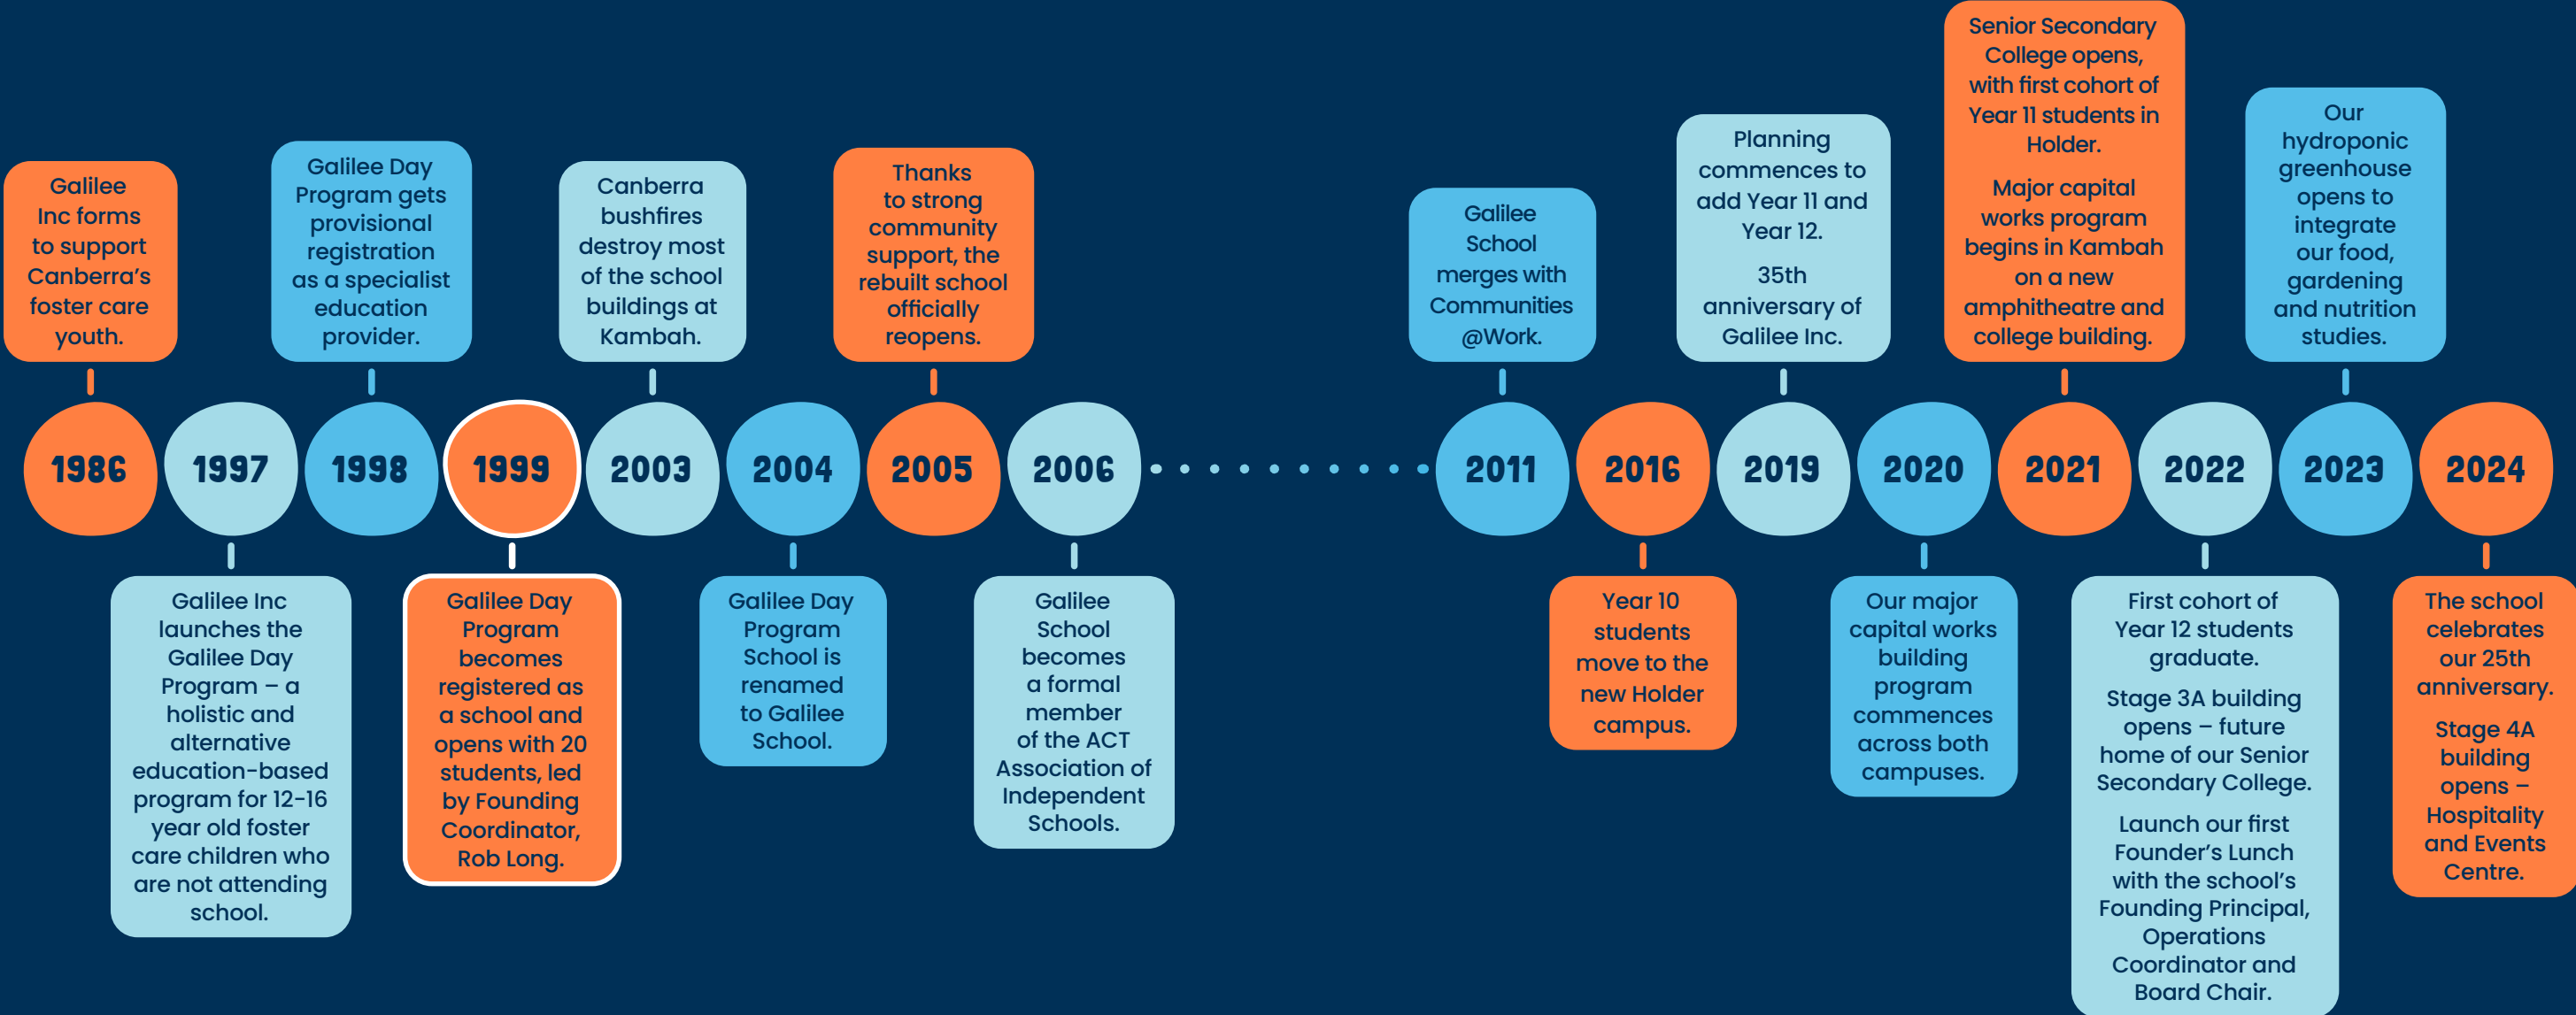 Galilee
Inc forms
to support
Canberra’s
foster care
youth.
1986
Galilee Inc
launches the
Galilee Day
Program – a
holistic and
alternative
education-based
program for 12-16
year old foster
care children who
are not attending
school.
1997
Galilee Day
Program gets
provisional
registration
as a specialist
education
provider.
1998
Galilee Day
Program
becomes
registered as
a school and
opens with 20
students, led
by Founding
Coordinator,
Rob Long.
1999
Canberra
bushfires
destroy most
of the school
buildings at
Kambah.
2003
Galilee Day
Program
School is
renamed
to Galilee
School.
2004
Thanks
to strong
community
support, the
rebuilt school
officially
reopens.
2005
Galilee
School
becomes
a formal
member
of the ACT
Association of
Independent
Schools.
2006
Galilee
School
merges with
Communities
@Work.
2011
Year 10
students
move to the
new Holder
campus.
2016
Planning
commences to
add Year 11 and
Year 12.
35th
anniversary of
Galilee Inc.
2019
Our major
capital works
building
program
commences
across both
campuses.
2020
Senior Secondary
College opens,
with first cohort of
Year 11 students in
Holder.
Major capital
works program
begins in Kambah
on a new
amphitheatre and
college building.
2021
First cohort of
Year 12 students
graduate.
Stage 3A building
opens – future
home of our Senior
Secondary College.
Launch our first
Founder’s Lunch
with the school’s
Founding Principal,
Operations
Coordinator and
Board Chair.
2022
Our
hydroponic
greenhouse
opens to
integrate
our food,
gardening
and nutrition
studies.
2023
The school
celebrates
our 25th
anniversary.
Stage 4A
building
opens –
Hospitality
and Events
Centre.
2024